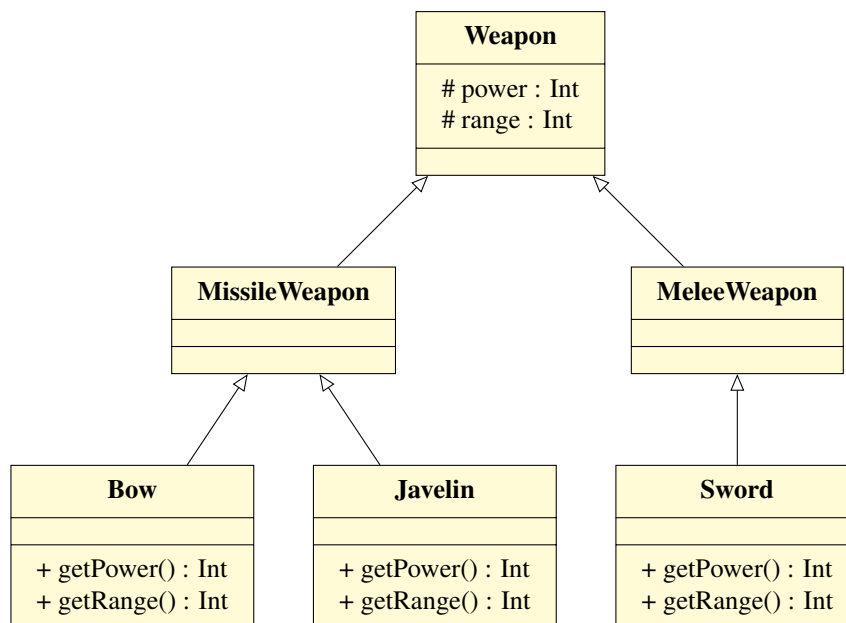 Weapon
# power : Int
# range : Int
MissileWeapon
MeleeWeapon
Bow
+ getPower() : Int
+ getRange() : Int
Javelin
+ getPower() : Int
+ getRange() : Int
Sword
+ getPower() : Int
+ getRange() : Int